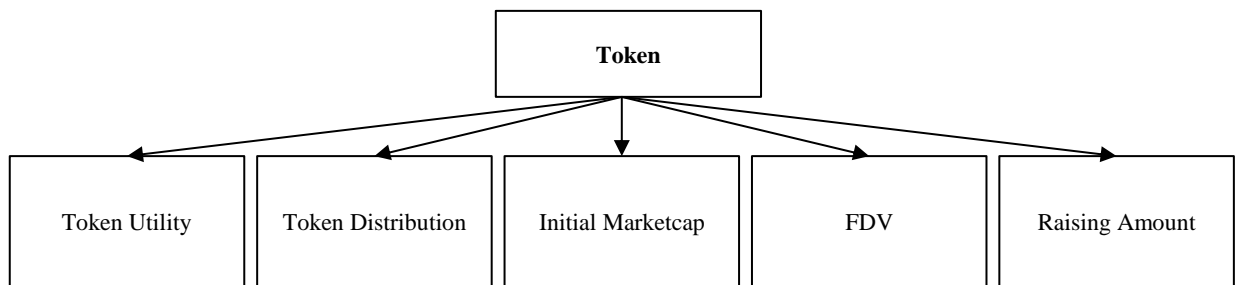 Token
Token Utility
Token Distribution
Initial Marketcap
FDV
Raising Amount